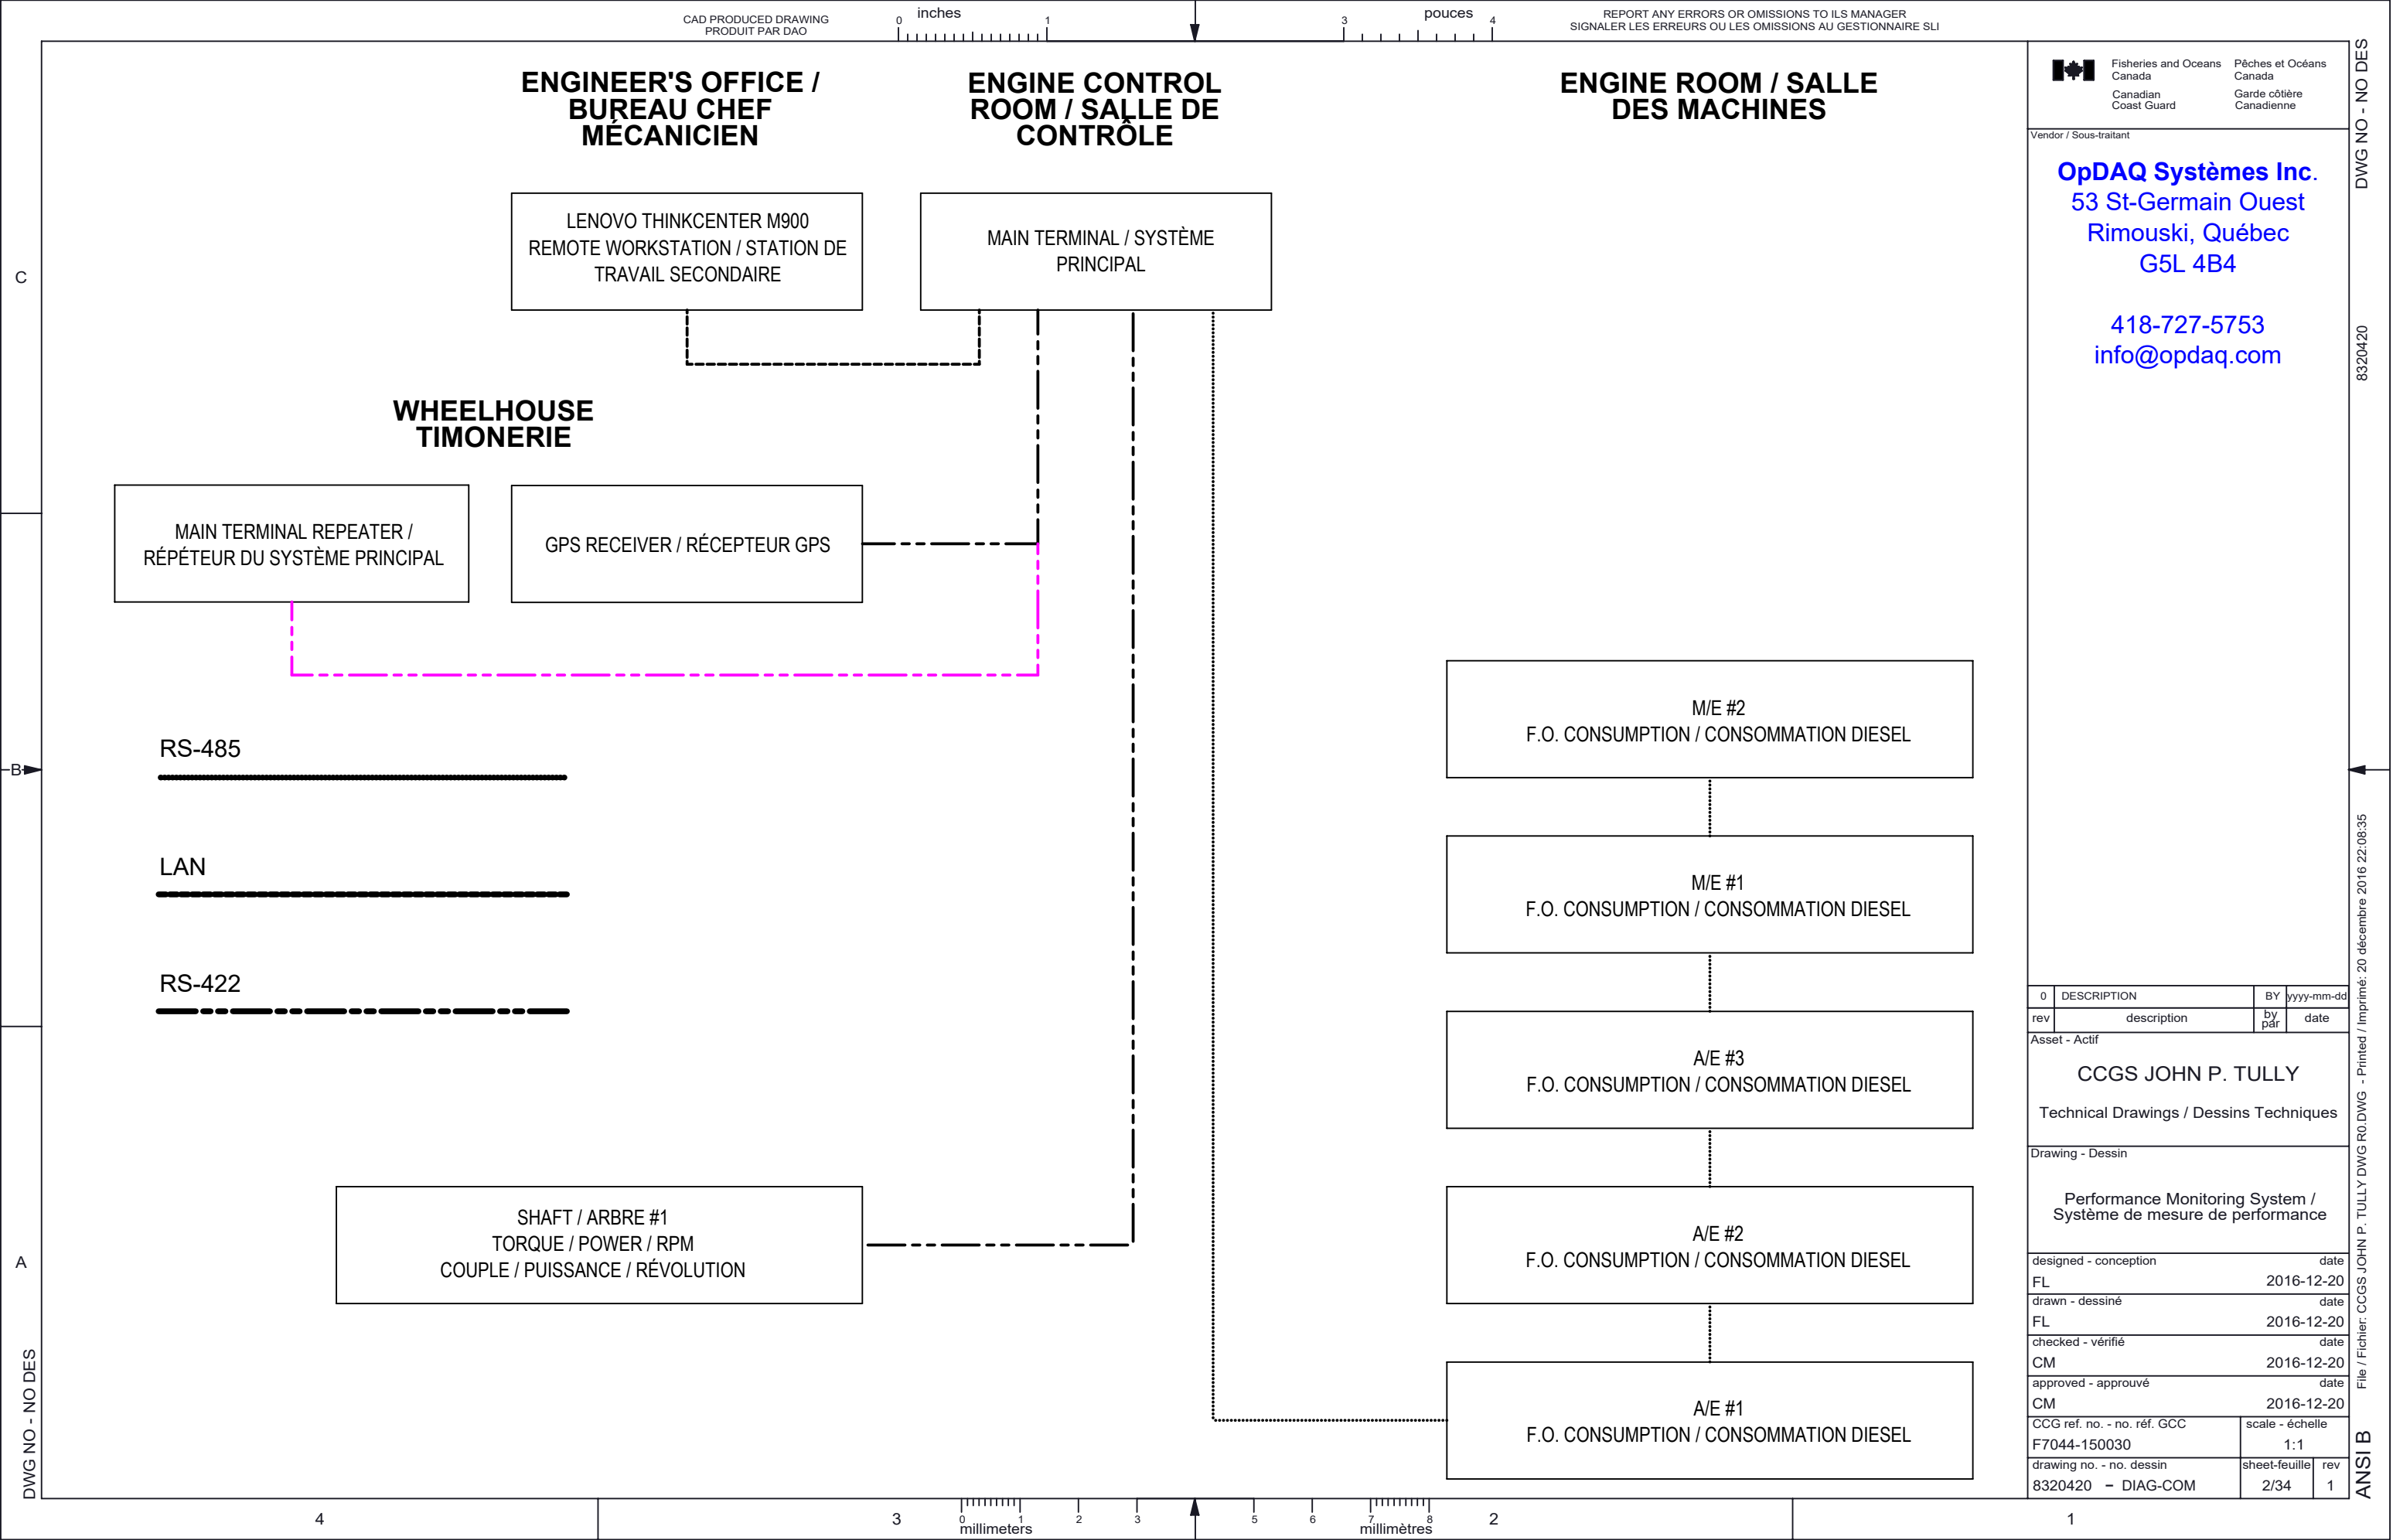 CAD PRODUCED DRAWING
PRODUIT PAR DAO
inches
0 1 3 4
pouces
REPORT ANY ERRORS OR OMISSIONS TO ILS MANAGER
SIGNALER LES ERREURS OU LES OMISSIONS AU GESTIONNAIRE SLI
ENGINEER'S OFFICE /
BUREAU CHEF
MÉCANICIEN
ENGINE CONTROL
ROOM / SALLE DE
CONTRÔLE
ENGINE ROOM / SALLE
DES MACHINES
LENOVO THINKCENTER M900
REMOTE WORKSTATION / STATION DE
TRAVAIL SECONDAIRE
MAIN TERMINAL / SYSTÈME
PRINCIPAL
WHEELHOUSE
TIMONERIE
MAIN TERMINAL REPEATER /
RÉPÉTEUR DU SYSTÈME PRINCIPAL
GPS RECEIVER / RÉCEPTEUR GPS
RS-485
LAN
RS-422
SHAFT / ARBRE #1
TORQUE / POWER / RPM
COUPLE / PUISSANCE / RÉVOLUTION
M/E #2
F.O. CONSUMPTION / CONSOMMATION DIESEL
M/E #1
F.O. CONSUMPTION / CONSOMMATION DIESEL
A/E #3
F.O. CONSUMPTION / CONSOMMATION DIESEL
A/E #2
F.O. CONSUMPTION / CONSOMMATION DIESEL
A/E #1
F.O. CONSUMPTION / CONSOMMATION DIESEL
Fisheries and Oceans
Canada
Pêches et Océans
Canada
Canadian
Coast Guard
Garde côtière
Canadienne
Vendor / Sous-traitant
OpDAQ Systèmes Inc.
53 St-Germain Ouest
Rimouski, Québec
G5L 4B4
418-727-5753
info@opdaq.com
0 DESCRIPTION BY yyyy-mm-dd
rev description by par date
Asset - Actif
CCGS JOHN P. TULLY
Technical Drawings / Dessins Techniques
Drawing - Dessin
Performance Monitoring System /
Système de mesure de performance
designed - conception date
FL 2016-12-20
drawn - dessiné date
FL 2016-12-20
checked - vérifié date
CM 2016-12-20
approved - approuvé date
CM 2016-12-20
CCG ref. no. - no. réf. GCC scale - échelle
F7044-150030 1:1
drawing no. - no. dessin sheet-feuille rev
8320420 – DIAG-COM 2/34 1
DWG NO - NO DES
8320420
File / Fichier: CCGS JOHN P. TULLY DWG R0.DWG - Printed / Imprimé: 20 décembre 2016 22:08:35
ANSI B
C
B
A
DWG NO - NO DES
4 3 2 1
0 1 2 3 5 6 7 8
millimeters
millimètres